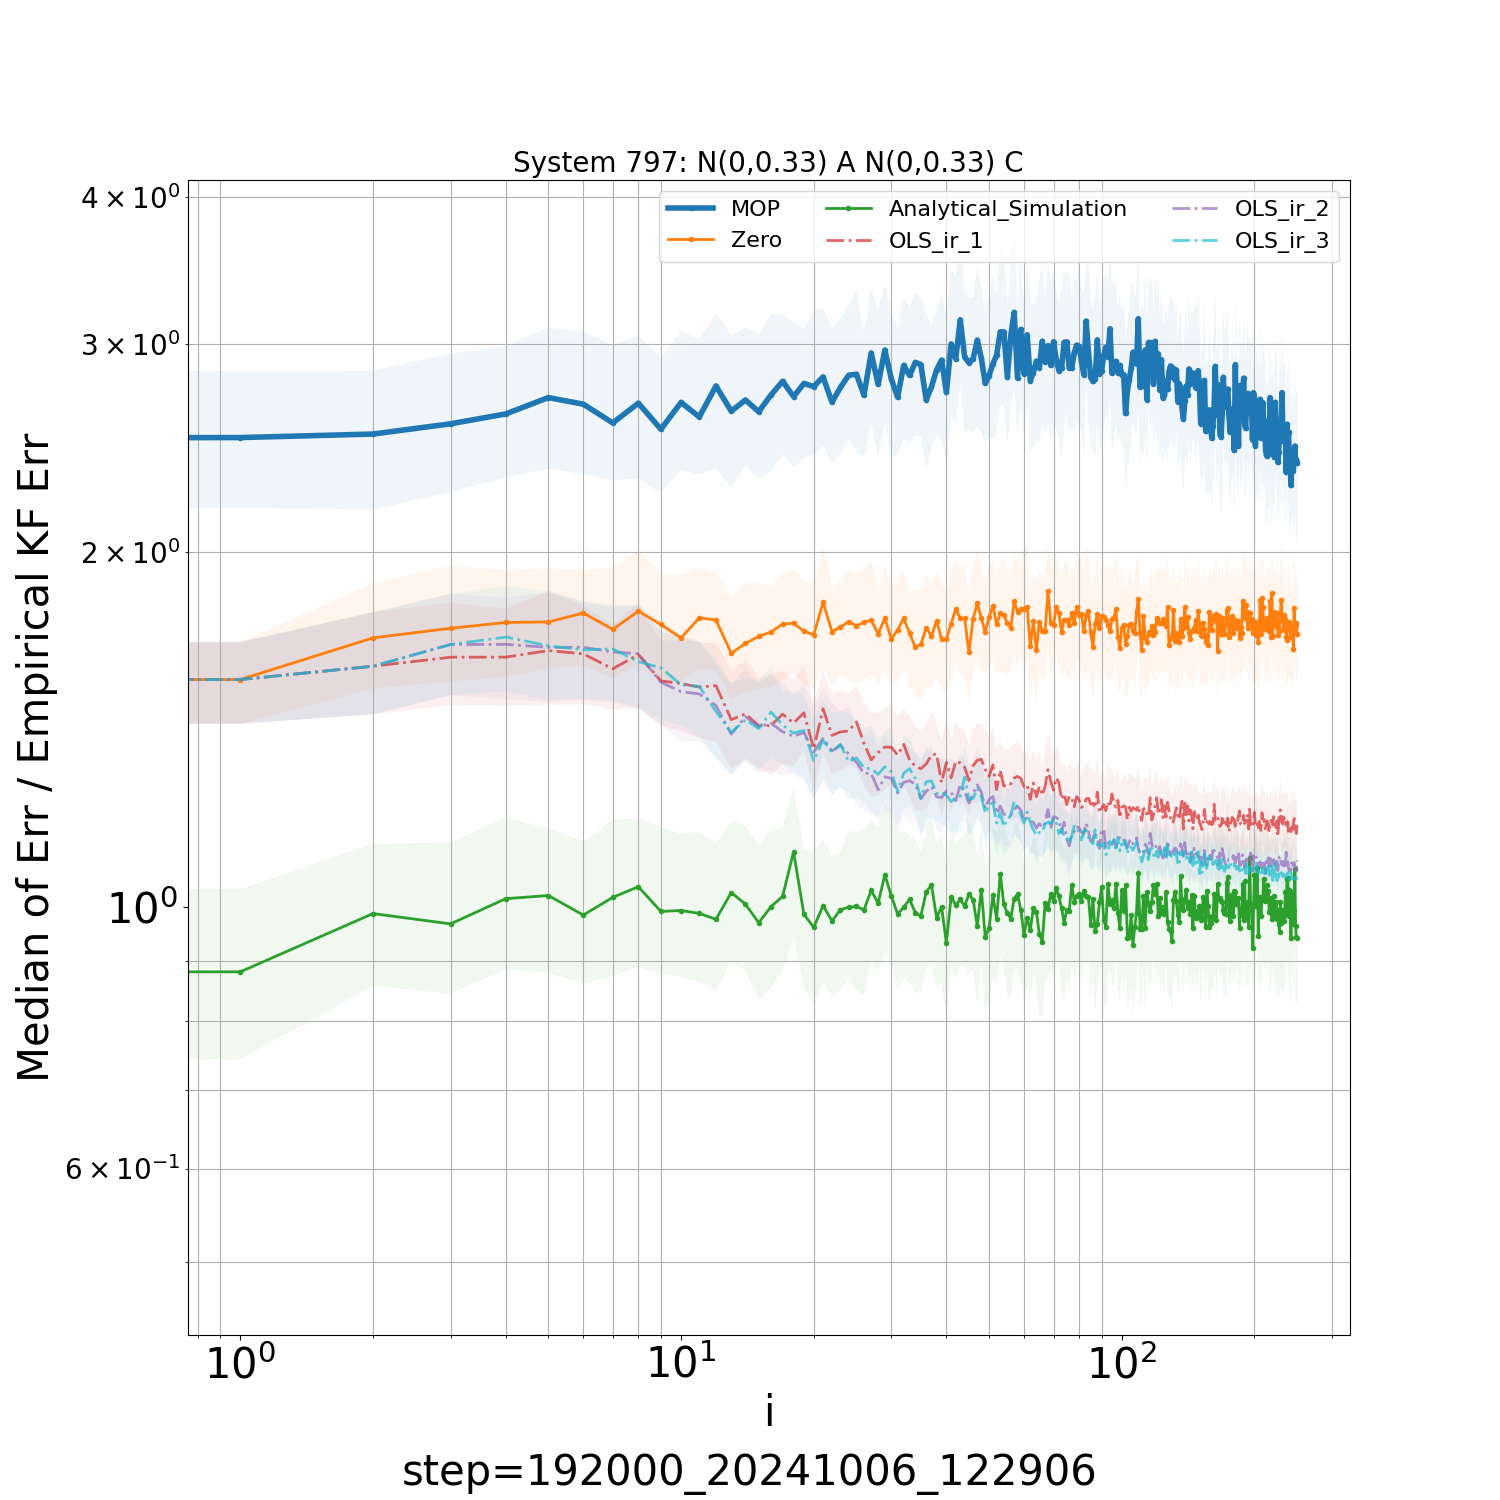 System 797: N(0,0.33) A N(0,0.33) C
MOP
Zero
Analytical_Simulation
OLS_ir_1
OLS_ir_2
OLS_ir_3
Median of Err / Empirical KF Err
4 × 10⁰
3 × 10⁰
2 × 10⁰
10⁰
6 × 10⁻¹
10⁰
10¹
10²
i
step=192000_20241006_122906